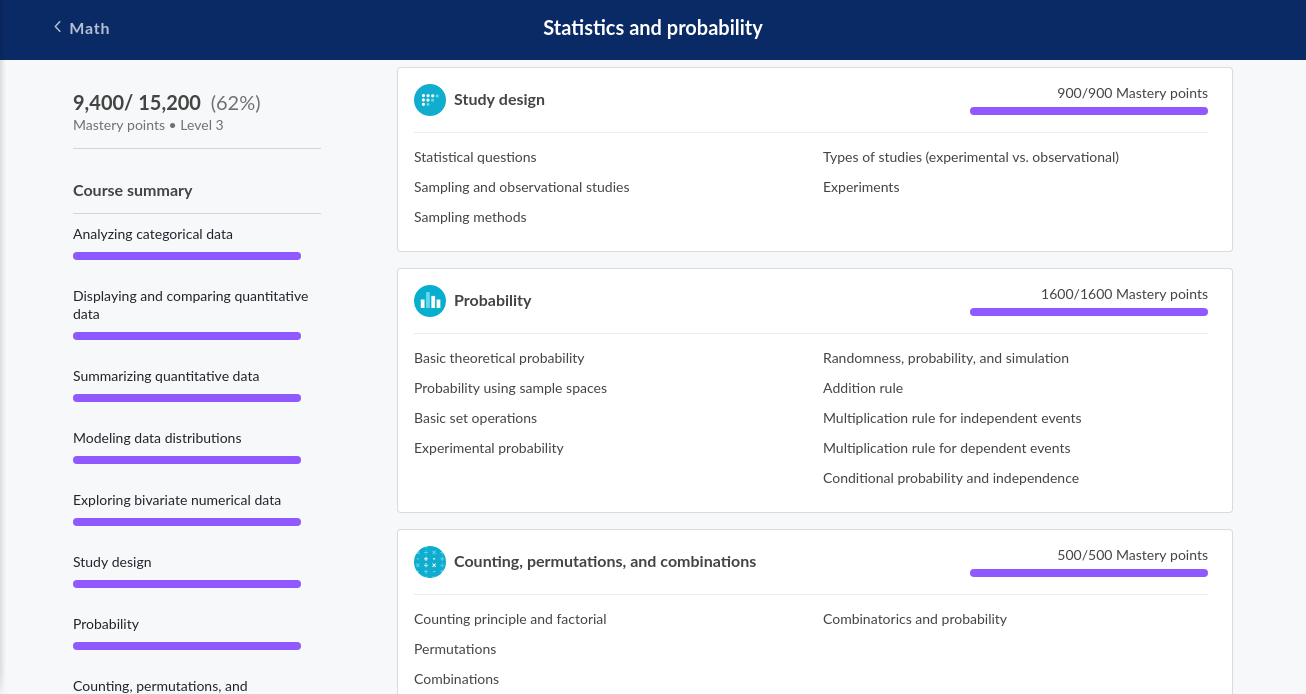 Math
Statistics and probability
9,400/ 15,200 (62%)
Mastery points • Level 3
Course summary
Analyzing categorical data
Displaying and comparing quantitative
data
Summarizing quantitative data
Modeling data distributions
Exploring bivariate numerical data
Study design
Probability
Counting, permutations, and
Study design
900/900 Mastery points
Statistical questions
Sampling and observational studies
Sampling methods
Types of studies (experimental vs. observational)
Experiments
Probability
1600/1600 Mastery points
Basic theoretical probability
Probability using sample spaces
Basic set operations
Experimental probability
Randomness, probability, and simulation
Addition rule
Multiplication rule for independent events
Multiplication rule for dependent events
Conditional probability and independence
Counting, permutations, and combinations
500/500 Mastery points
Counting principle and factorial
Permutations
Combinations
Combinatorics and probability